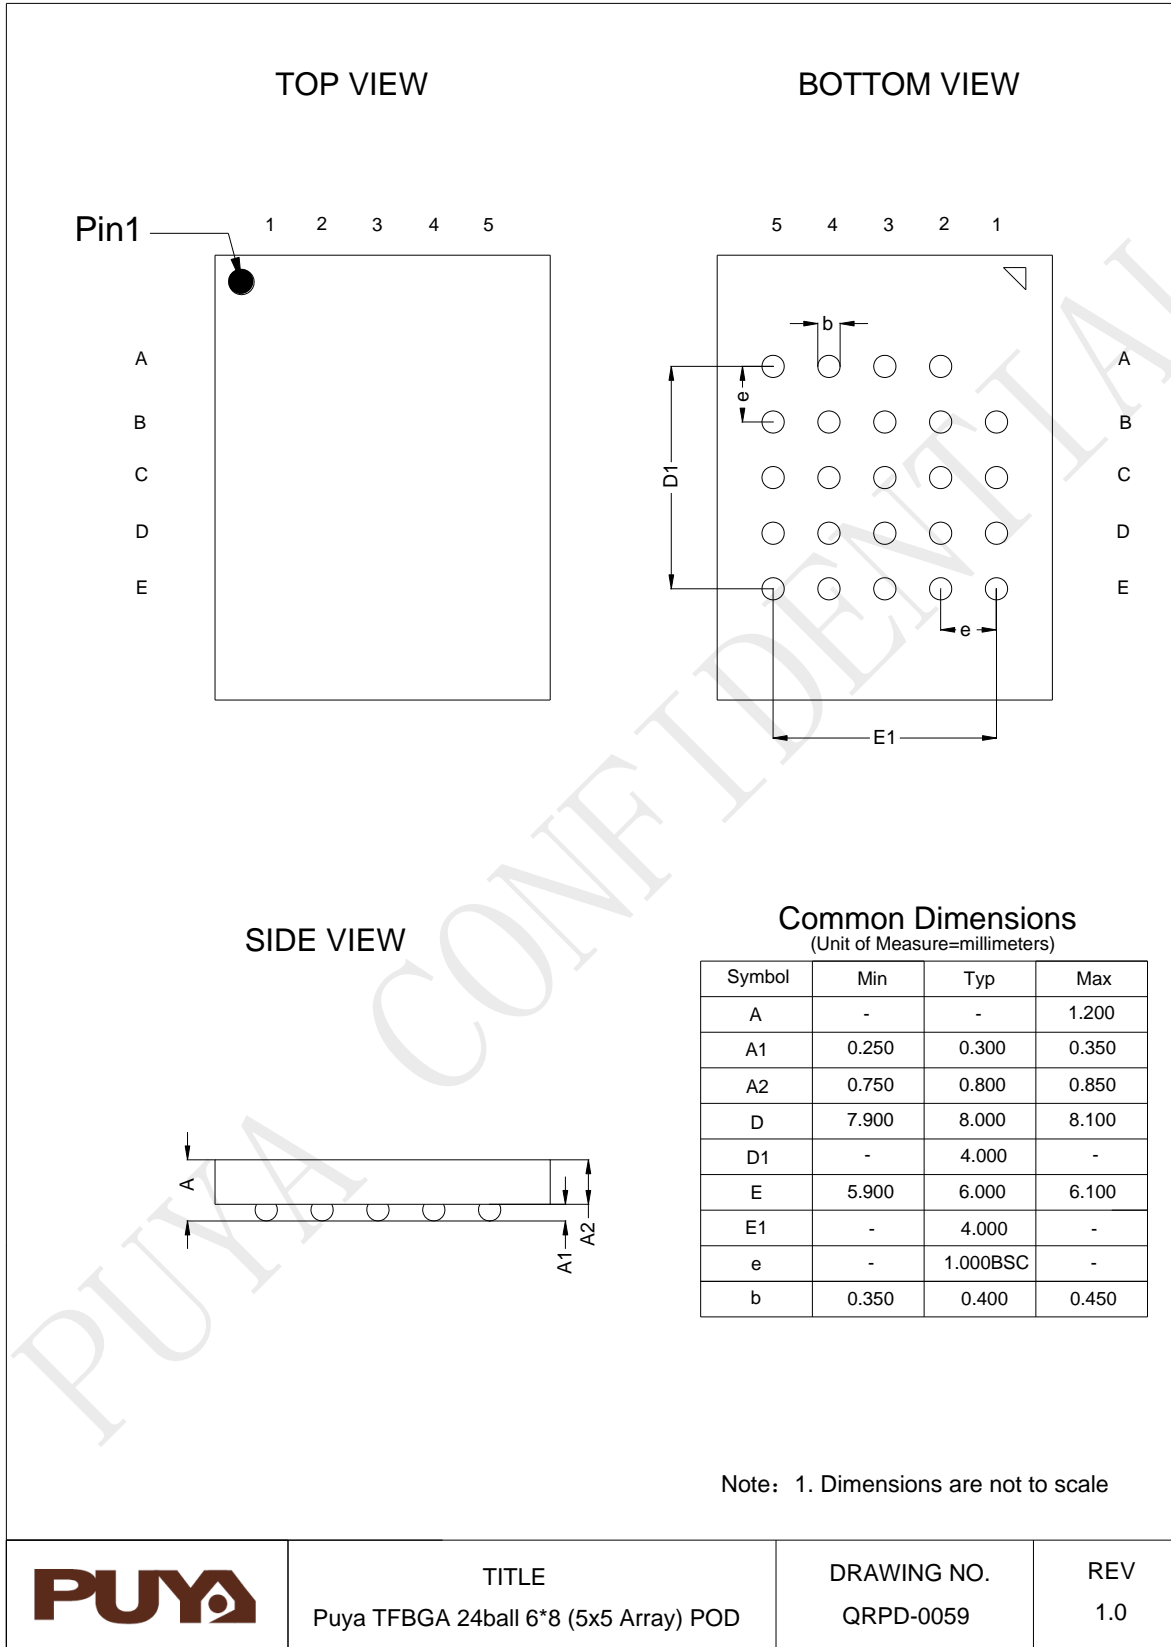 TOP VIEW
BOTTOM VIEW
Pin1
1 2 3 4 5
5 4 3 2 1
A
B
C
D
E
b
e
D1
e
E1
A
B
C
D
E
PUYA CONFIDENTIAL
SIDE VIEW
A
A1
A2
Common Dimensions
(Unit of Measure=millimeters)
Symbol Min Typ Max
A - - 1.200
A1 0.250 0.300 0.350
A2 0.750 0.800 0.850
D 7.900 8.000 8.100
D1 - 4.000 -
E 5.900 6.000 6.100
E1 - 4.000 -
e - 1.000BSC -
b 0.350 0.400 0.450
Note： 1. Dimensions are not to scale
PUYA
TITLE
Puya TFBGA 24ball 6*8 (5x5 Array) POD
DRAWING NO.
QRPD-0059
REV
1.0